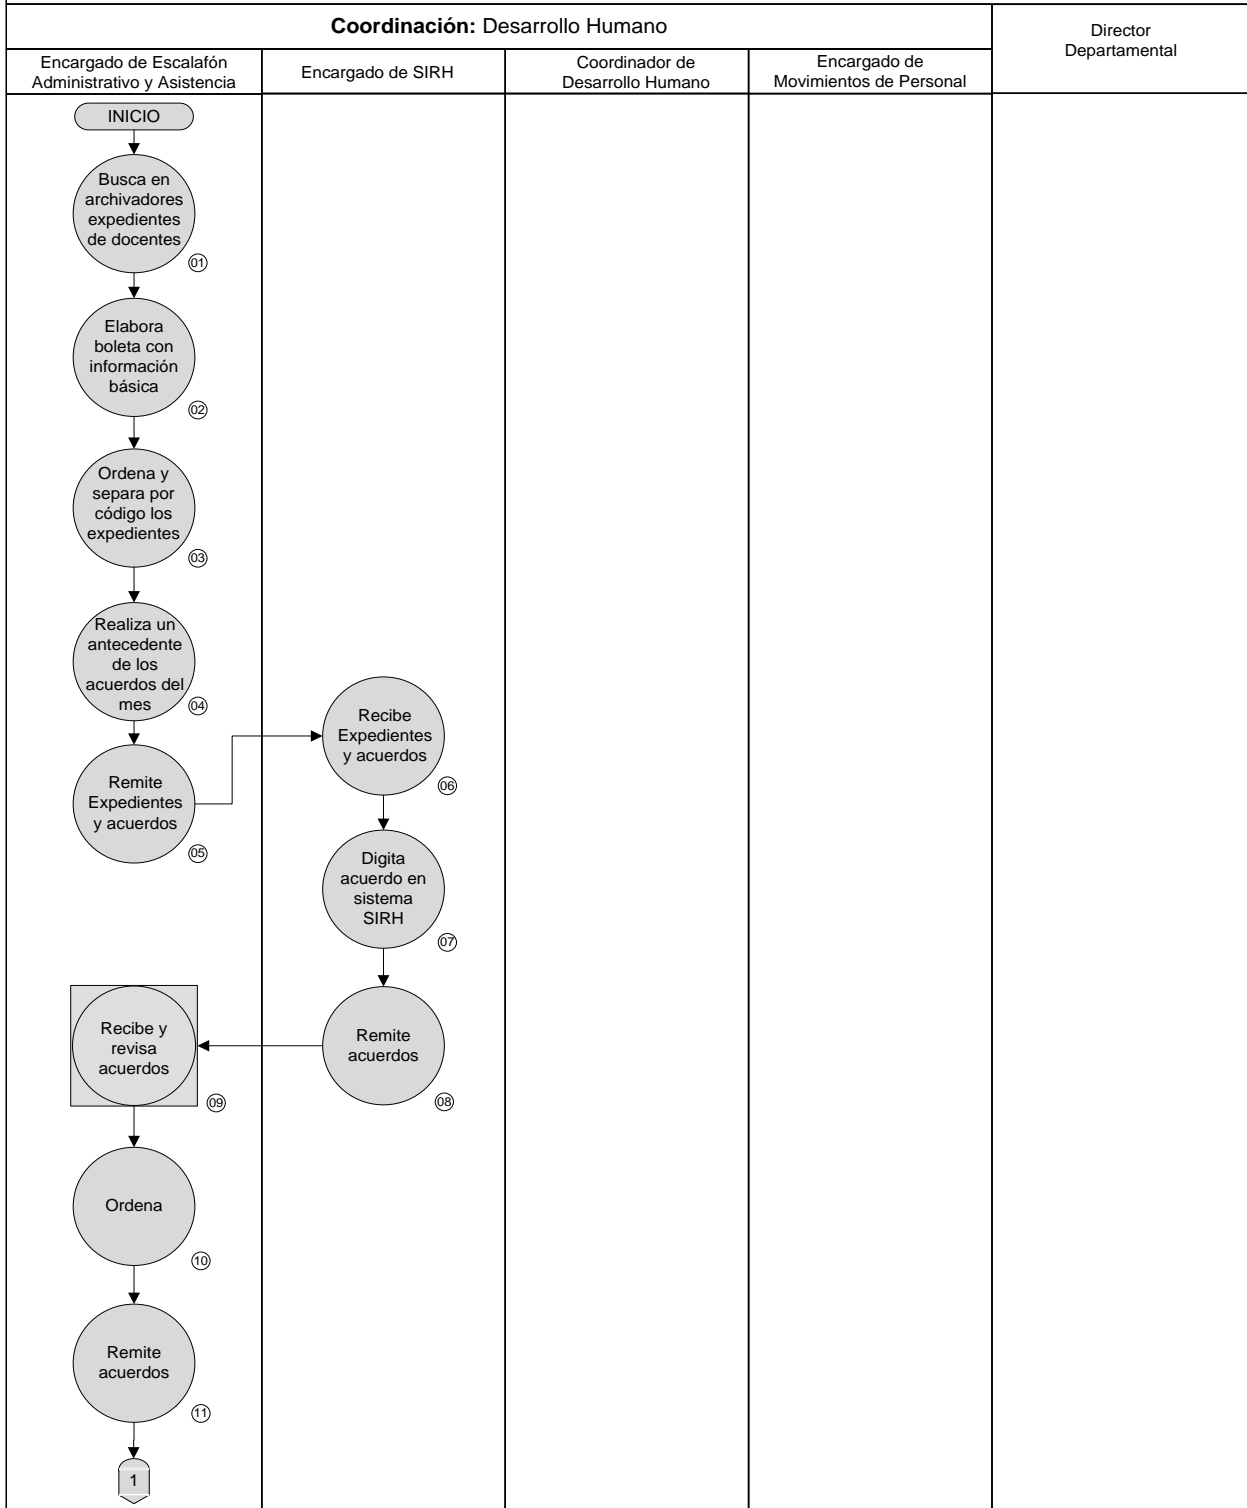 Coordinación: Desarrollo Humano
Director
Departamental
Encargado de Escalafón
Administrativo y Asistencia
Encargado de SIRH
Coordinador de
Desarrollo Humano
Encargado de
Movimientos de Personal
INICIO
Busca en
archivadores
expedientes
de docentes
01
Elabora
boleta con
información
básica
02
Ordena y
separa por
código los
expedientes
03
Realiza un
antecedente
de los
acuerdos del
mes
04
Remite
Expedientes
y acuerdos
05
Recibe
Expedientes
y acuerdos
06
Digita
acuerdo en
sistema
SIRH
07
Remite
acuerdos
08
Recibe y
revisa
acuerdos
09
Ordena
10
Remite
acuerdos
11
1